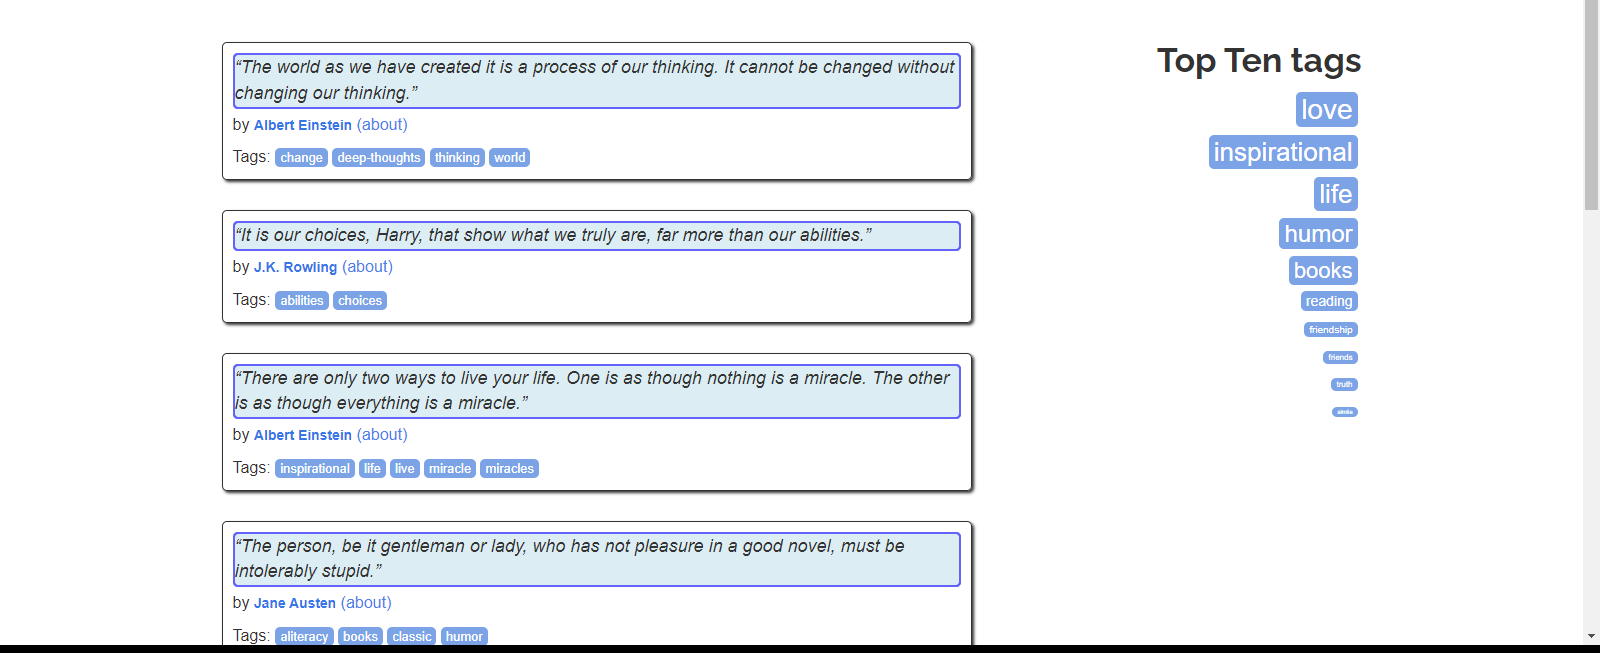 “The world as we have created it is a process of our thinking. It cannot be changed without
changing our thinking.”
by Albert Einstein (about)
Tags: change deep-thoughts thinking world
“It is our choices, Harry, that show what we truly are, far more than our abilities.”
by J.K. Rowling (about)
Tags: abilities choices
“There are only two ways to live your life. One is as though nothing is a miracle. The other
is as though everything is a miracle.”
by Albert Einstein (about)
Tags: inspirational life live miracle miracles
“The person, be it gentleman or lady, who has not pleasure in a good novel, must be
intolerably stupid.”
by Jane Austen (about)
Tags: aliteracy books classic humor
Top Ten tags
love
inspirational
life
humor
books
reading
friendship
friends
truth
simile